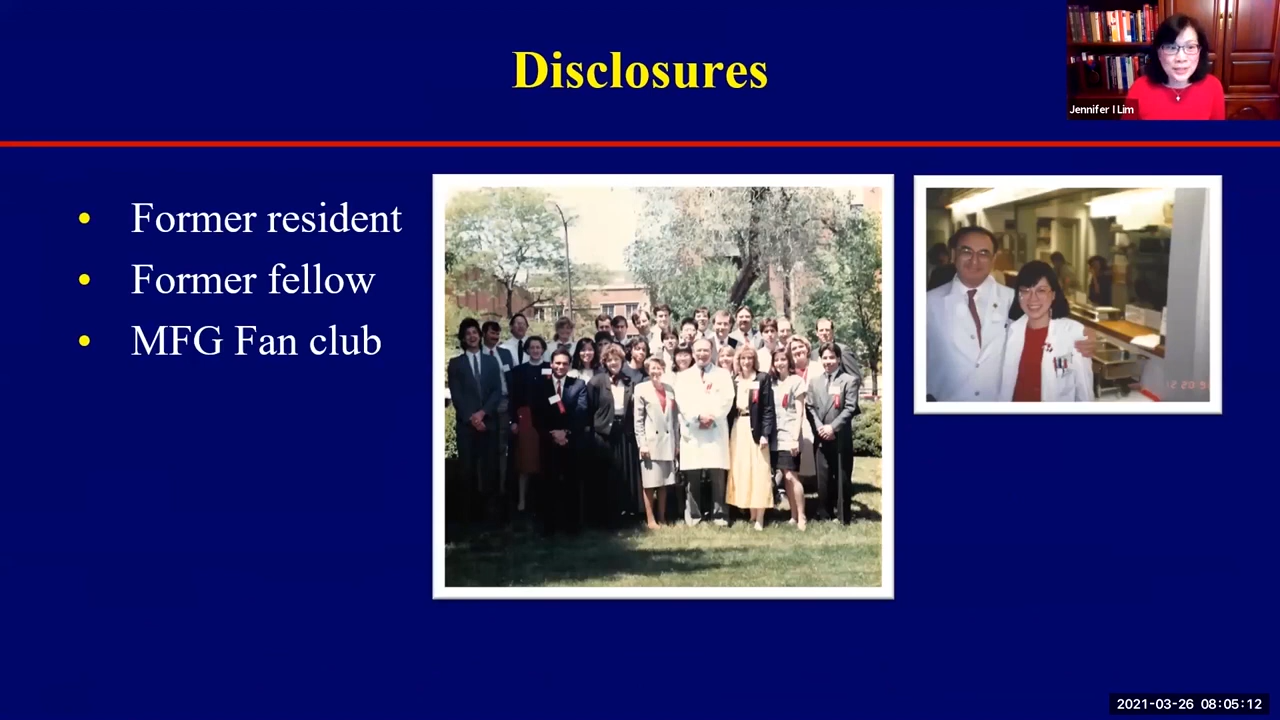 Disclosures
Jennifer I Lim
• Former resident
• Former fellow
• MFG Fan club
2021-03-26 08:05:12